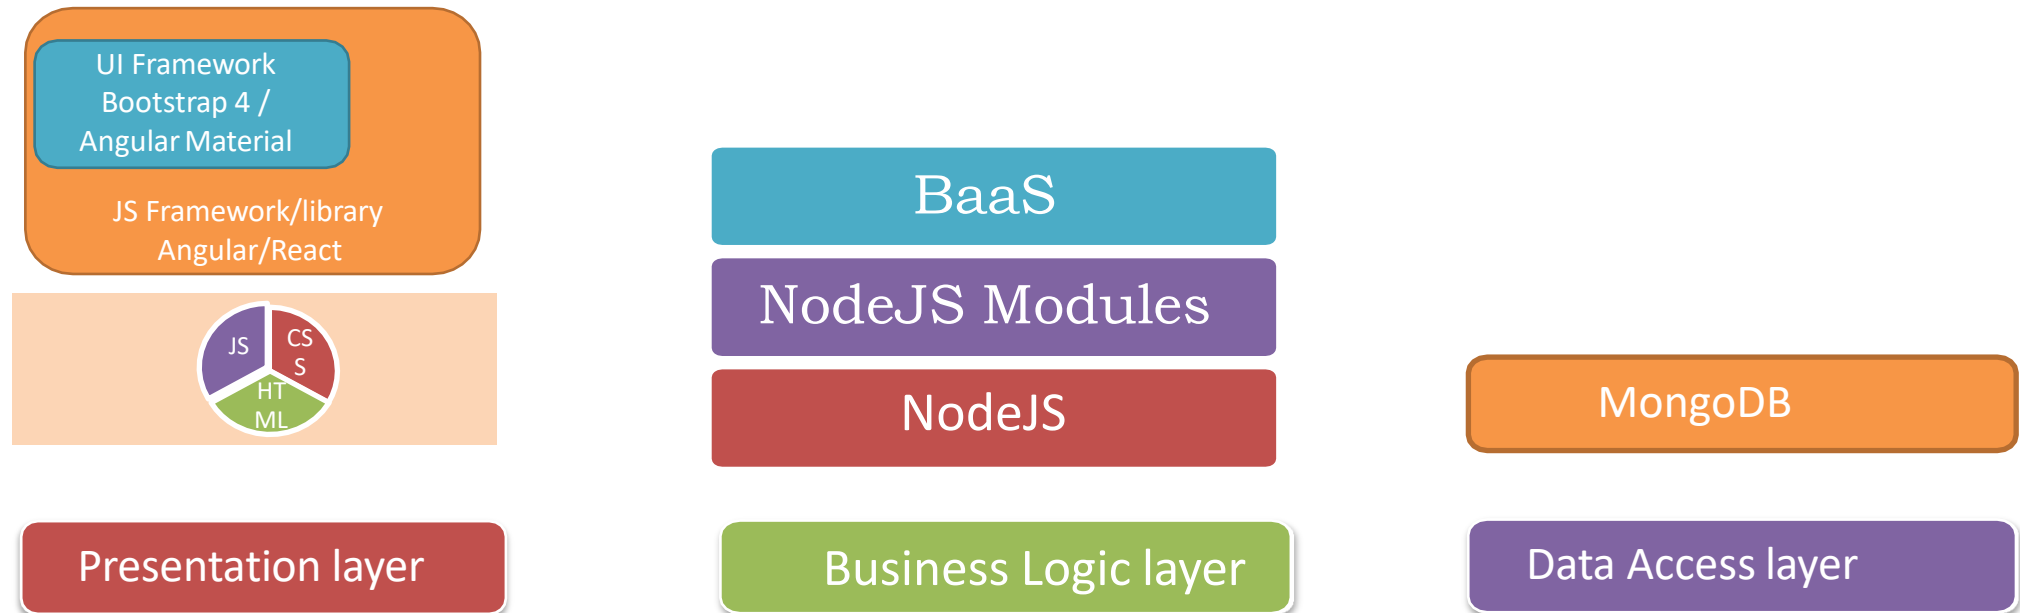 UI Framework
Bootstrap 4 /
Angular Material
JS Framework/library
Angular/React
JS
CS
S
HT
ML
Presentation layer
BaaS
NodeJS Modules
NodeJS
Business Logic layer
MongoDB
Data Access layer